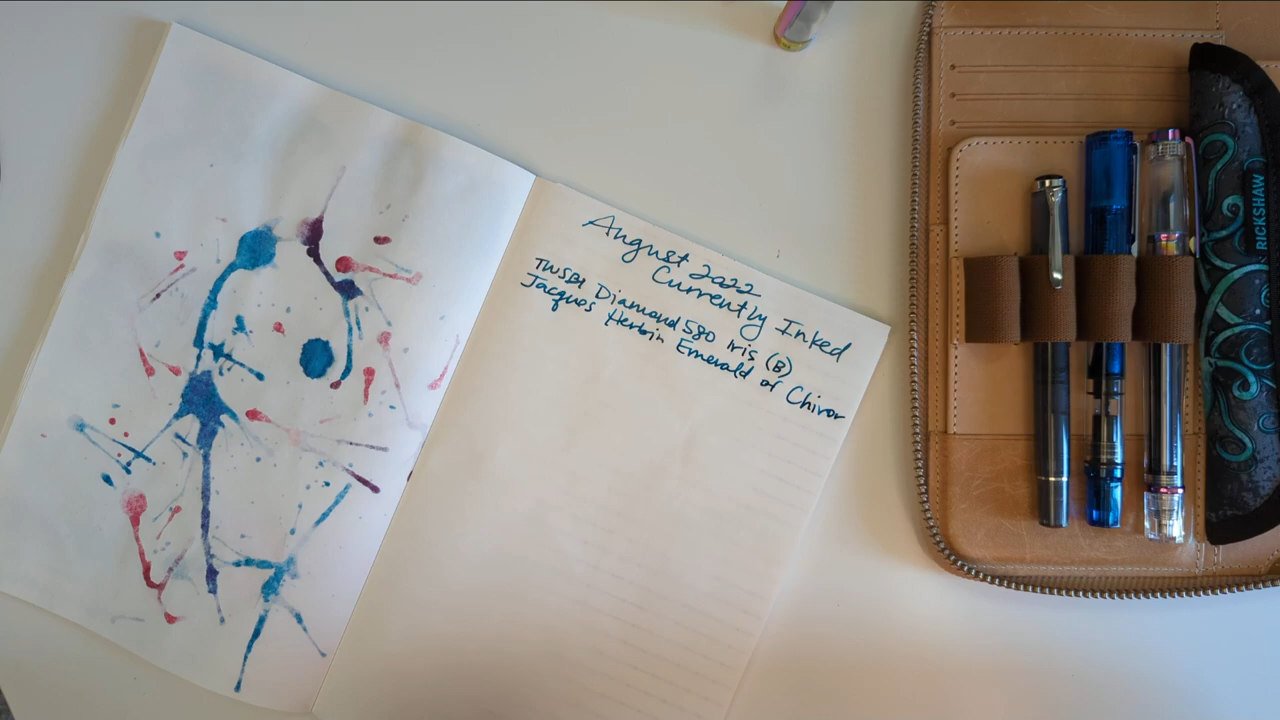 August 2022
Currently Inked
TWSBI Diamond 580 Iris (B)
Jacques Herbin Emerald of Chivor
RICKSHAW